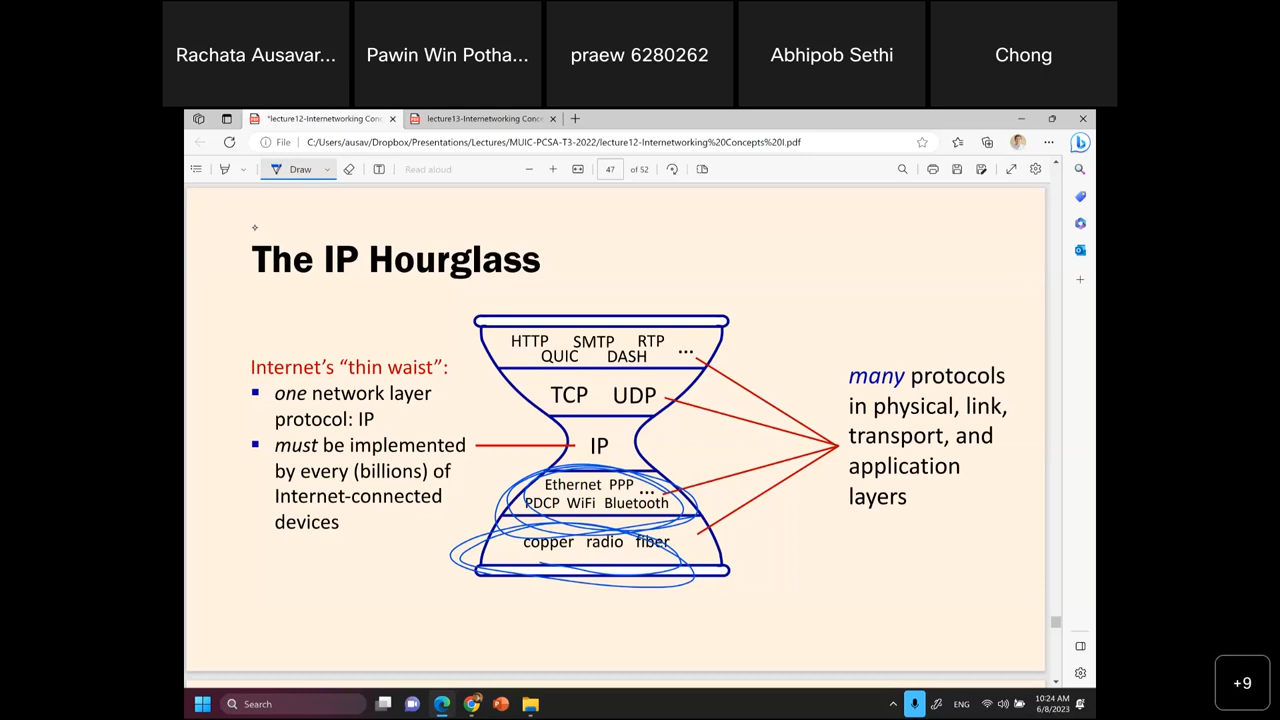 Rachata Ausavar...
Pawin Win Potha...
praew 6280262
Abhipob Sethi
Chong
*lecture12-Internetworking Conc
lecture13-Internetworking Conce
File
C:/Users/ausav/Dropbox/Presentations/Lectures/MUIC-PCSA-T3-2022/lecture12-Internetworking%20Concepts%20I.pdf
Draw
Read aloud
47
of 52
The IP Hourglass
Internet's "thin waist":
one network layer
protocol: IP
must be implemented
by every (billions) of
Internet-connected
devices
HTTP SMTP RTP
QUIC DASH ...
TCP UDP
IP
Ethernet PPP
PDCP WiFi Bluetooth ...
copper radio fiber
many protocols
in physical, link,
transport, and
application
layers
+9
Search
ENG
10:24 AM
6/8/2023